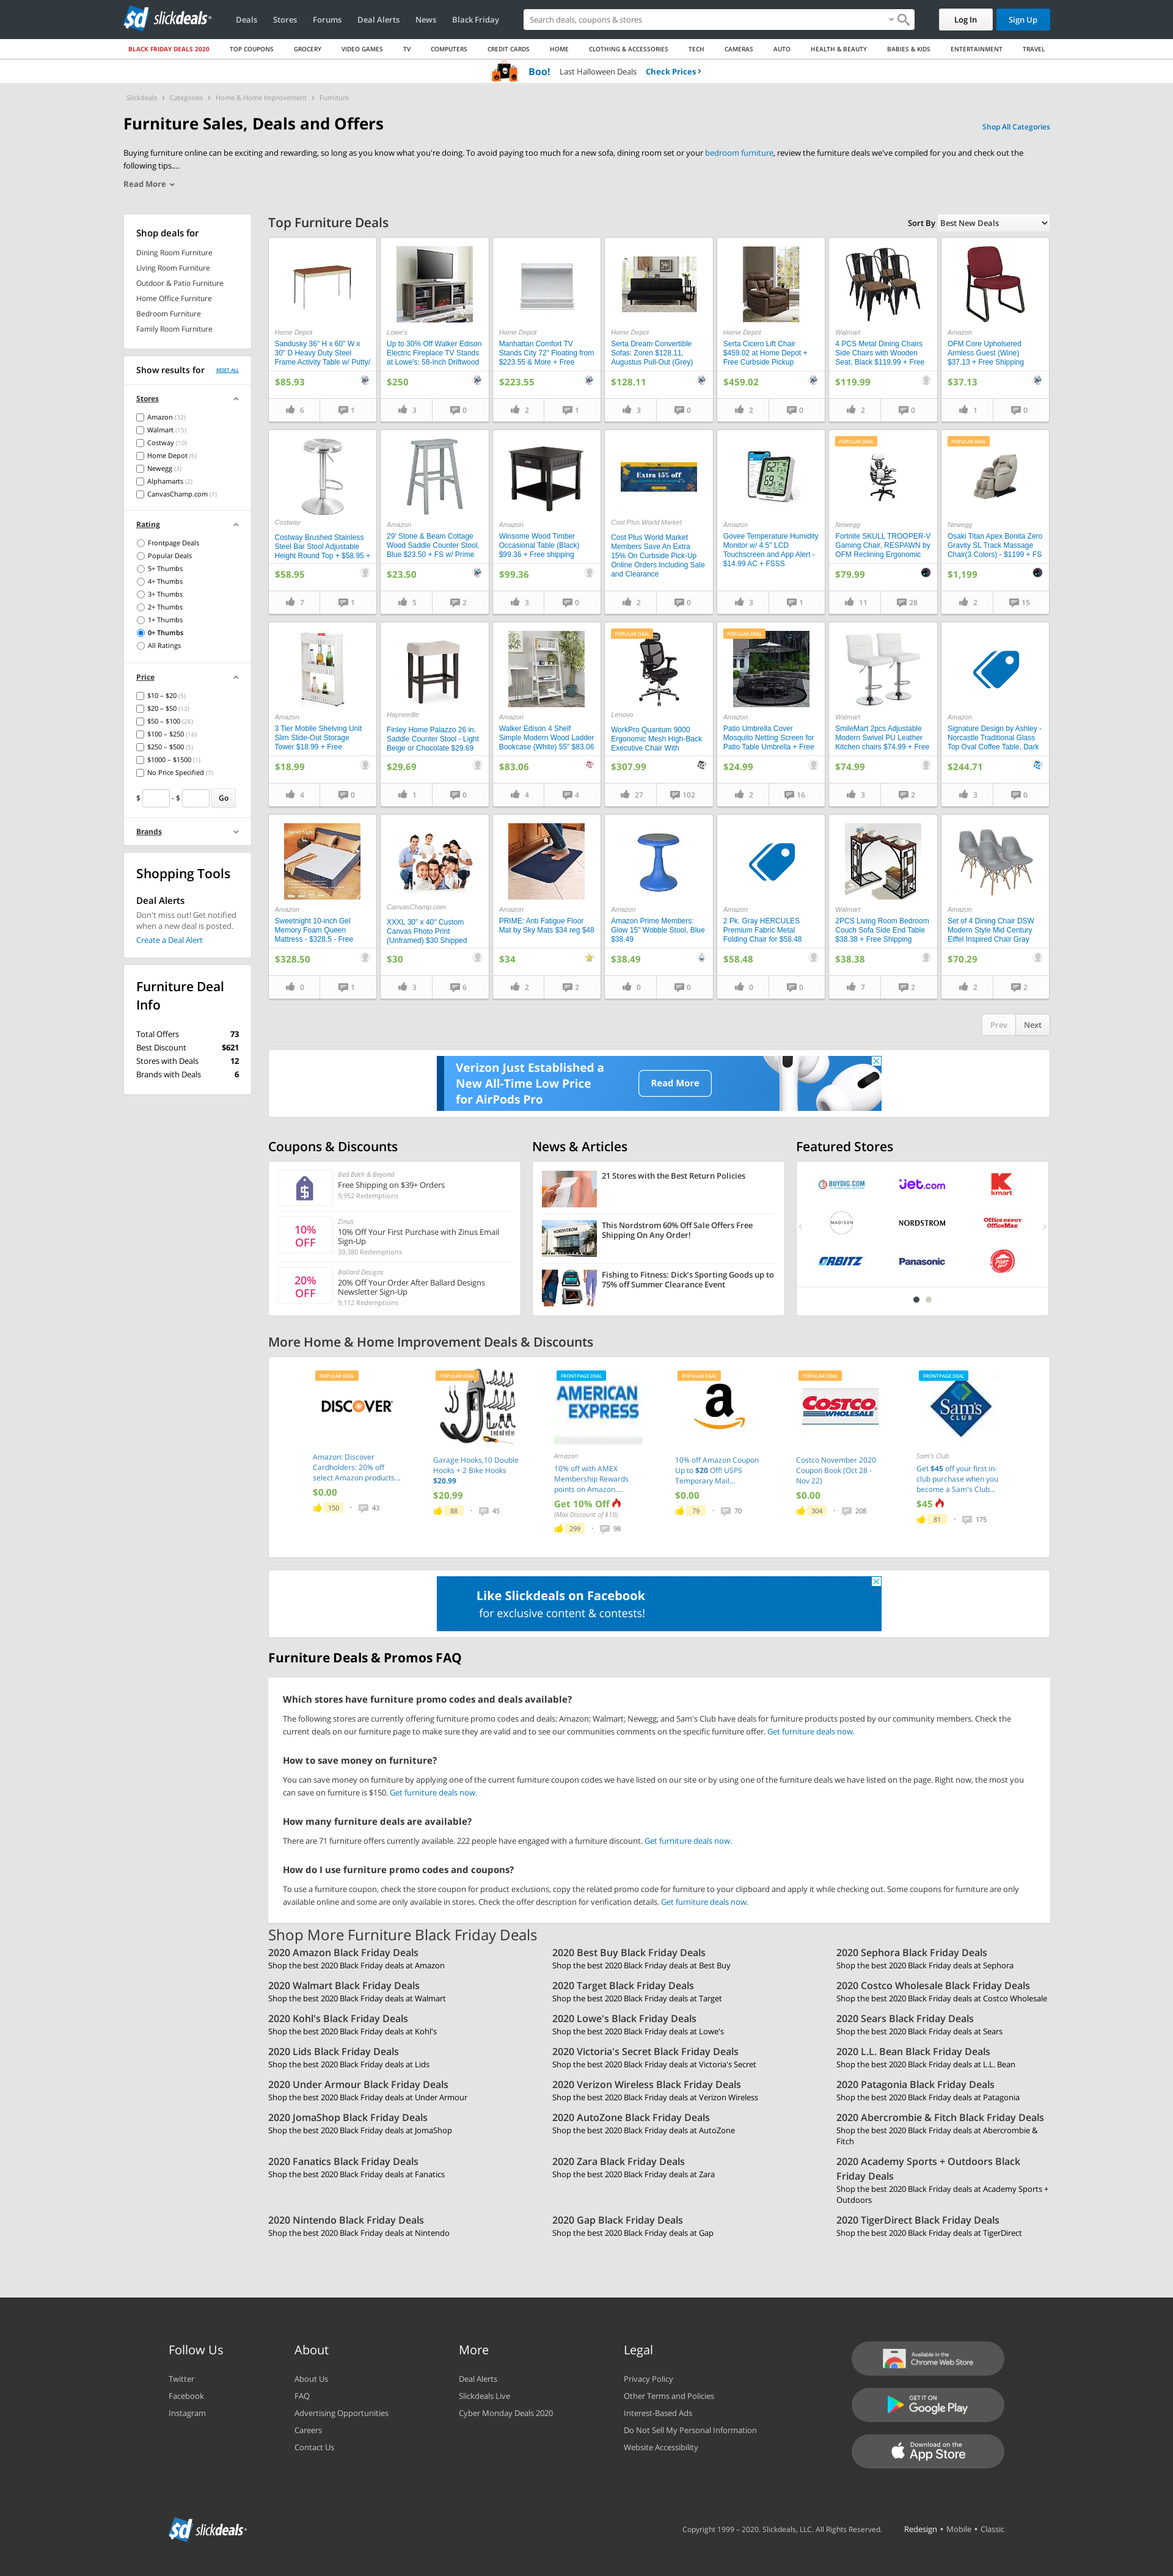 sd slickdeals
Deals Stores Forums Deal Alerts News Black Friday
Search deals, coupons & stores
Log In Sign Up
BLACK FRIDAY DEALS 2020 TOP COUPONS GROCERY VIDEO GAMES TV COMPUTERS CREDIT CARDS HOME CLOTHING & ACCESSORIES TECH CAMERAS AUTO HEALTH & BEAUTY BABIES & KIDS ENTERTAINMENT TRAVEL
Boo! Last Halloween Deals Check Prices ›
Slickdeals › Categories › Home & Home Improvement › Furniture
Furniture Sales, Deals and Offers
Shop All Categories
Buying furniture online can be exciting and rewarding, so long as you know what you're doing. To avoid paying too much for a new sofa, dining room set or your bedroom furniture, review the furniture deals we've compiled for you and check out the
following tips....
Read More
Shop deals for
Dining Room Furniture
Living Room Furniture
Outdoor & Patio Furniture
Home Office Furniture
Bedroom Furniture
Family Room Furniture
Show results for RESET ALL
Stores
Amazon (32)
Walmart (15)
Costway (10)
Home Depot (6)
Newegg (3)
Alphamarts (2)
CanvasChamp.com (1)
Rating
Frontpage Deals
Popular Deals
5+ Thumbs
4+ Thumbs
3+ Thumbs
2+ Thumbs
1+ Thumbs
0+ Thumbs
All Ratings
Price
$10 – $20 (5)
$20 – $50 (13)
$50 – $100 (26)
$100 – $250 (16)
$250 – $500 (5)
$1000 – $1500 (1)
No Price Specified (7)
$ - $ Go
Brands
Shopping Tools
Deal Alerts
Don't miss out! Get notified
when a new deal is posted.
Create a Deal Alert
Furniture Deal
Info
Total Offers 73
Best Discount $621
Stores with Deals 12
Brands with Deals 6
Top Furniture Deals
Sort By Best New Deals
Home Depot
Sandusky 36" H x 60" W x
30" D Heavy Duty Steel
Frame Activity Table w/ Putty/
$85.93
6 1
Lowe's
Up to 30% Off Walker Edison
Electric Fireplace TV Stands
at Lowe's: 58-Inch Driftwood
$250
3 0
Home Depot
Manhattan Comfort TV
Stands City 72" Floating from
$223.55 & More + Free
$223.55
2 1
Home Depot
Serta Dream Convertible
Sofas: Zoren $128.11,
Augustus Pull-Out (Grey)
$128.11
3 0
Home Depot
Serta Cicero Lift Chair
$459.02 at Home Depot +
Free Curbside Pickup
$459.02
2 0
Walmart
4 PCS Metal Dining Chairs
Side Chairs with Wooden
Seat, Black $119.99 + Free
$119.99
2 0
Amazon
OFM Core Upholsered
Armless Guest (Wine)
$37.13 + Free Shipping
$37.13
1 0
Costway
Costway Brushed Stainless
Steel Bar Stool Adjustable
Height Round Top + $58.95 +
$58.95
7 1
Amazon
29' Stone & Beam Cottage
Wood Saddle Counter Stool,
Blue $23.50 + FS w/ Prime
$23.50
5 2
Amazon
Winsome Wood Timber
Occasional Table (Black)
$99.36 + Free shipping
$99.36
3 0
Extra 15% off
Cost Plus World Market
Cost Plus World Market
Members Save An Extra
15% On Curbside Pick-Up
Online Orders Including Sale
and Clearance
2 0
Amazon
Govee Temperature Humidity
Monitor w/ 4.5" LCD
Touchscreen and App Alert -
$14.99 AC + FSSS
3 1
POPULAR DEAL
Newegg
Fortnite SKULL TROOPER-V
Gaming Chair, RESPAWN by
OFM Reclining Ergonomic
$79.99
11 28
POPULAR DEAL
Newegg
Osaki Titan Apex Bonita Zero
Gravity SL Track Massage
Chair(3 Colors) - $1199 + FS
$1,199
2 15
Amazon
3 Tier Mobile Shelving Unit
Slim Slide-Out Storage
Tower $18.99 + Free
$18.99
4 0
Hayneedle
Finley Home Palazzo 26 in.
Saddle Counter Stool - Light
Beige or Chocolate $29.69
$29.69
1 0
Amazon
Walker Edison 4 Shelf
Simple Modern Wood Ladder
Bookcase (White) 55" $83.06
$83.06
4 4
POPULAR DEAL
Lenovo
WorkPro Quantum 9000
Ergonomic Mesh High-Back
Executive Chair With
$307.99
27 102
POPULAR DEAL
Amazon
Patio Umbrella Cover
Mosquito Netting Screen for
Patio Table Umbrella + Free
$24.99
2 16
Walmart
SmileMart 2pcs Adjustable
Modern Swivel PU Leather
Kitchen chairs $74.99 + Free
$74.99
3 2
Amazon
Signature Design by Ashley -
Norcastle Traditional Glass
Top Oval Coffee Table, Dark
$244.71
3 0
Amazon
Sweetnight 10-inch Gel
Memory Foam Queen
Mattress - $328.5 - Free
$328.50
0 1
CanvasChamp.com
XXXL 30" x 40" Custom
Canvas Photo Print
(Unframed) $30 Shipped
$30
3 6
Amazon
PRIME: Anti Fatigue Floor
Mat by Sky Mats $34 reg $48
$34
2 2
Amazon
Amazon Prime Members:
Glow 15" Wobble Stool, Blue
$38.49
$38.49
0 0
Amazon
2 Pk. Gray HERCULES
Premium Fabric Metal
Folding Chair for $58.48
$58.48
0 0
Walmart
2PCS Living Room Bedroom
Couch Sofa Side End Table
$38.38 + Free Shipping
$38.38
7 2
Amazon
Set of 4 Dining Chair DSW
Modern Style Mid Century
Eiffel Inspired Chair Gray
$70.29
2 2
Prev Next
Verizon Just Established a
New All-Time Low Price
for AirPods Pro
Read More
Coupons & Discounts
Bed Bath & Beyond
Free Shipping on $39+ Orders
9,952 Redemptions
10%
OFF
Zinus
10% Off Your First Purchase with Zinus Email
Sign-Up
39,380 Redemptions
20%
OFF
Ballard Designs
20% Off Your Order After Ballard Designs
Newsletter Sign-Up
9,112 Redemptions
News & Articles
21 Stores with the Best Return Policies
NORDSTROM
This Nordstrom 60% Off Sale Offers Free
Shipping On Any Order!
Fishing to Fitness: Dick's Sporting Goods up to
75% off Summer Clearance Event
Featured Stores
BUYDIG.COM jet.com Kmart
MADISON NORDSTROM Office DEPOT OfficeMax
ORBITZ Panasonic Pizza Hut
More Home & Home Improvement Deals & Discounts
POPULAR DEAL
DISCOVER
Amazon: Discover
Cardholders: 20% off
select Amazon products...
$0.00
150 · 43
POPULAR DEAL
Garage Hooks,10 Double
Hooks + 2 Bike Hooks
$20.99
$20.99
88 · 45
FRONTPAGE DEAL
AMERICAN EXPRESS
Amazon
10% off with AMEX
Membership Rewards
points on Amazon....
Get 10% Off
(Max Discount of $10)
299 · 98
POPULAR DEAL
a
10% off Amazon Coupon
Up to $20 Off! USPS
Temporary Mail...
$0.00
79 · 70
POPULAR DEAL
COSTCO WHOLESALE
Costco November 2020
Coupon Book (Oct 28 -
Nov 22)
$0.00
304 · 208
FRONTPAGE DEAL
Sam's CLUB
Sam's Club
Get $45 off your first in-
club purchase when you
become a Sam's Club...
$45
81 · 175
Like Slickdeals on Facebook
for exclusive content & contests!
Furniture Deals & Promos FAQ
Which stores have furniture promo codes and deals available?
The following stores are currently offering furniture promo codes and deals: Amazon; Walmart; Newegg; and Sam's Club have deals for furniture products posted by our community members. Check the
current deals on our furniture page to make sure they are valid and to see our communities comments on the specific furniture offer. Get furniture deals now.
How to save money on furniture?
You can save money on furniture by applying one of the current furniture coupon codes we have listed on our site or by using one of the furniture deals we have listed on the page. Right now, the most you
can save on furniture is $150. Get furniture deals now.
How many furniture deals are available?
There are 71 furniture offers currently available. 222 people have engaged with a furniture discount. Get furniture deals now.
How do I use furniture promo codes and coupons?
To use a furniture coupon, check the store coupon for product exclusions, copy the related promo code for furniture to your clipboard and apply it while checking out. Some coupons for furniture are only
available online and some are only available in stores. Check the offer description for verification details. Get furniture deals now.
Shop More Furniture Black Friday Deals
2020 Amazon Black Friday Deals
Shop the best 2020 Black Friday deals at Amazon
2020 Best Buy Black Friday Deals
Shop the best 2020 Black Friday deals at Best Buy
2020 Sephora Black Friday Deals
Shop the best 2020 Black Friday deals at Sephora
2020 Walmart Black Friday Deals
Shop the best 2020 Black Friday deals at Walmart
2020 Target Black Friday Deals
Shop the best 2020 Black Friday deals at Target
2020 Costco Wholesale Black Friday Deals
Shop the best 2020 Black Friday deals at Costco Wholesale
2020 Kohl's Black Friday Deals
Shop the best 2020 Black Friday deals at Kohl's
2020 Lowe's Black Friday Deals
Shop the best 2020 Black Friday deals at Lowe's
2020 Sears Black Friday Deals
Shop the best 2020 Black Friday deals at Sears
2020 Lids Black Friday Deals
Shop the best 2020 Black Friday deals at Lids
2020 Victoria's Secret Black Friday Deals
Shop the best 2020 Black Friday deals at Victoria's Secret
2020 L.L. Bean Black Friday Deals
Shop the best 2020 Black Friday deals at L.L. Bean
2020 Under Armour Black Friday Deals
Shop the best 2020 Black Friday deals at Under Armour
2020 Verizon Wireless Black Friday Deals
Shop the best 2020 Black Friday deals at Verizon Wireless
2020 Patagonia Black Friday Deals
Shop the best 2020 Black Friday deals at Patagonia
2020 JomaShop Black Friday Deals
Shop the best 2020 Black Friday deals at JomaShop
2020 AutoZone Black Friday Deals
Shop the best 2020 Black Friday deals at AutoZone
2020 Abercrombie & Fitch Black Friday Deals
Shop the best 2020 Black Friday deals at Abercrombie &
Fitch
2020 Fanatics Black Friday Deals
Shop the best 2020 Black Friday deals at Fanatics
2020 Zara Black Friday Deals
Shop the best 2020 Black Friday deals at Zara
2020 Academy Sports + Outdoors Black
Friday Deals
Shop the best 2020 Black Friday deals at Academy Sports +
Outdoors
2020 Nintendo Black Friday Deals
Shop the best 2020 Black Friday deals at Nintendo
2020 Gap Black Friday Deals
Shop the best 2020 Black Friday deals at Gap
2020 TigerDirect Black Friday Deals
Shop the best 2020 Black Friday deals at TigerDirect
Follow Us
Twitter
Facebook
Instagram
About
About Us
FAQ
Advertising Opportunities
Careers
Contact Us
More
Deal Alerts
Slickdeals Live
Cyber Monday Deals 2020
Legal
Privacy Policy
Other Terms and Policies
Interest-Based Ads
Do Not Sell My Personal Information
Website Accessibility
Available in the
Chrome Web Store
GET IT ON
Google Play
Download on the
App Store
sd slickdeals
Copyright 1999 – 2020. Slickdeals, LLC. All Rights Reserved. Redesign • Mobile • Classic